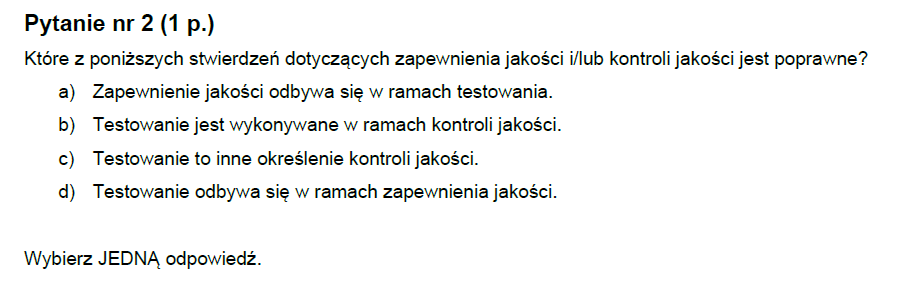 Pytanie nr 2 (1 p.)
Które z poniższych stwierdzeń dotyczących zapewnienia jakości i/lub kontroli jakości jest poprawne?
a) Zapewnienie jakości odbywa się w ramach testowania.
b) Testowanie jest wykonywane w ramach kontroli jakości.
c) Testowanie to inne określenie kontroli jakości.
d) Testowanie odbywa się w ramach zapewnienia jakości.
Wybierz JEDNĄ odpowiedź.